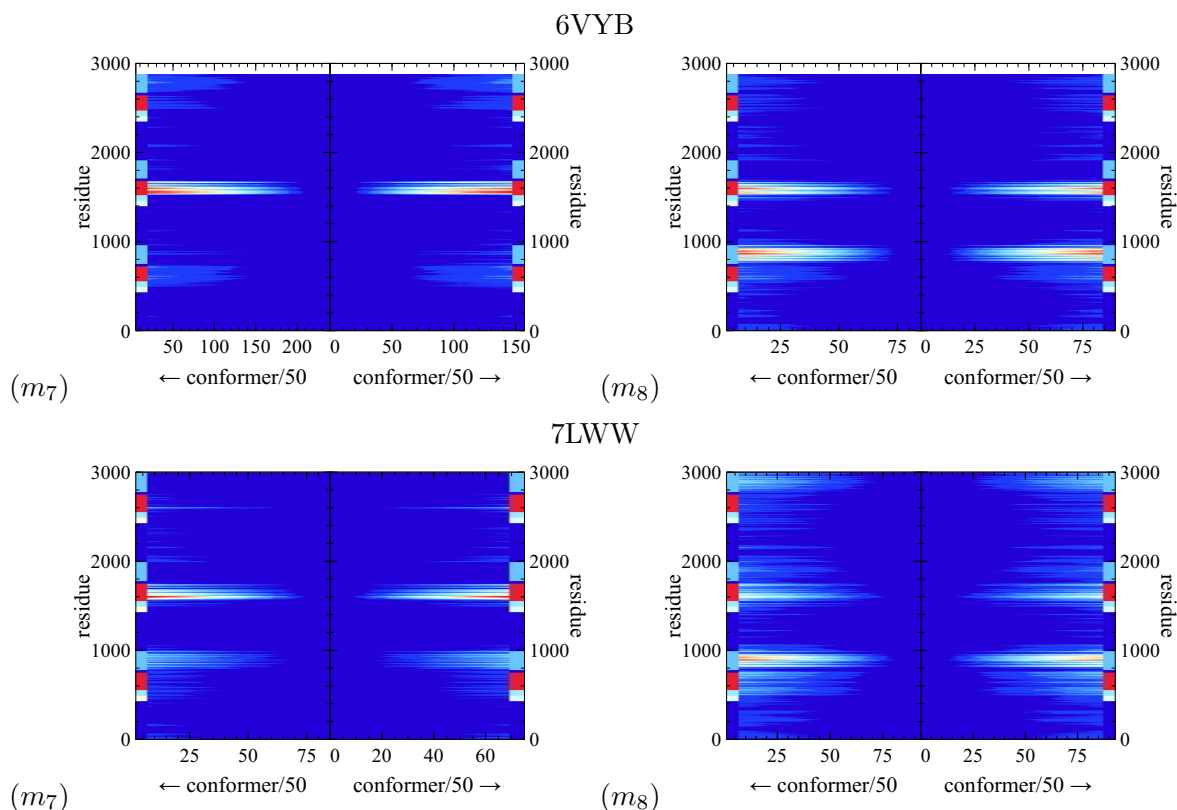 6VYB
3000 3000
2000 2000
1000 1000
0 0
residue residue
50 100 150 200 0 50 100 150
← conformer/50 conformer/50 →
(m7)
3000 3000
2000 2000
1000 1000
0 0
residue residue
25 50 75 0 25 50 75
← conformer/50 conformer/50 →
(m8)
7LWW
3000 3000
2000 2000
1000 1000
0 0
residue residue
25 50 75 0 20 40 60
← conformer/50 conformer/50 →
(m7)
3000 3000
2000 2000
1000 1000
0 0
residue residue
25 50 75 0 25 50 75
← conformer/50 conformer/50 →
(m8)